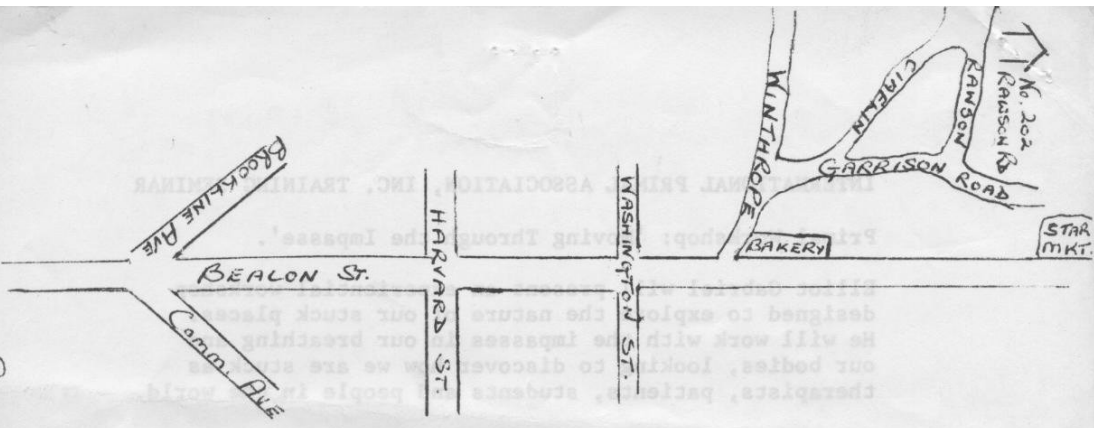 No. 202
RAWSON RD
RAWSON
WINTHROPE
GARRISON ROAD
STAR
MKT.
BAKERY
BROOKLINE AVE
BEACON ST.
HARVARD ST.
WASHINGTON ST.
Comm. AVE
INTERNATIONAL PRIMAL ASSOCIATION, INC. TRAINING SEMINAR
Primal Workshop: 'Moving Through the Impasse'.
Elliot Gabriel will present an experiential workshop
designed to explore the nature of our stuck places
He will work with the impasses in our breathing and
our bodies, looking to discover how we are stuck as
therapists, patients, students and people in the world.